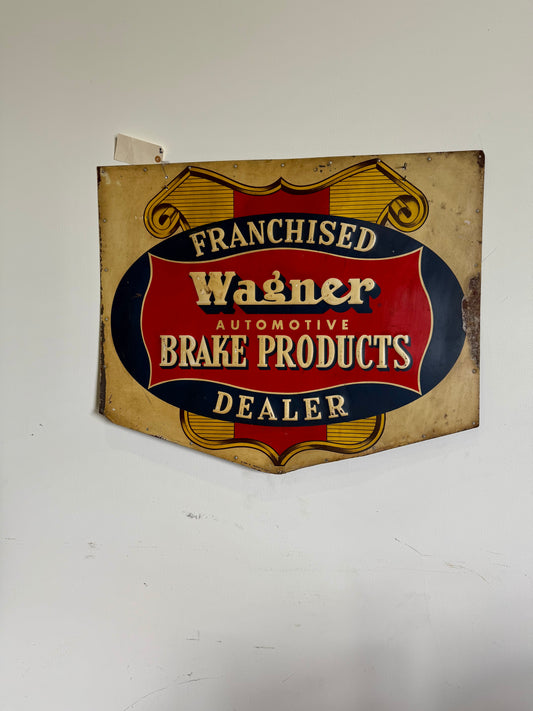 FRANCHISED
Wagner
AUTOMOTIVE
BRAKE PRODUCTS
DEALER